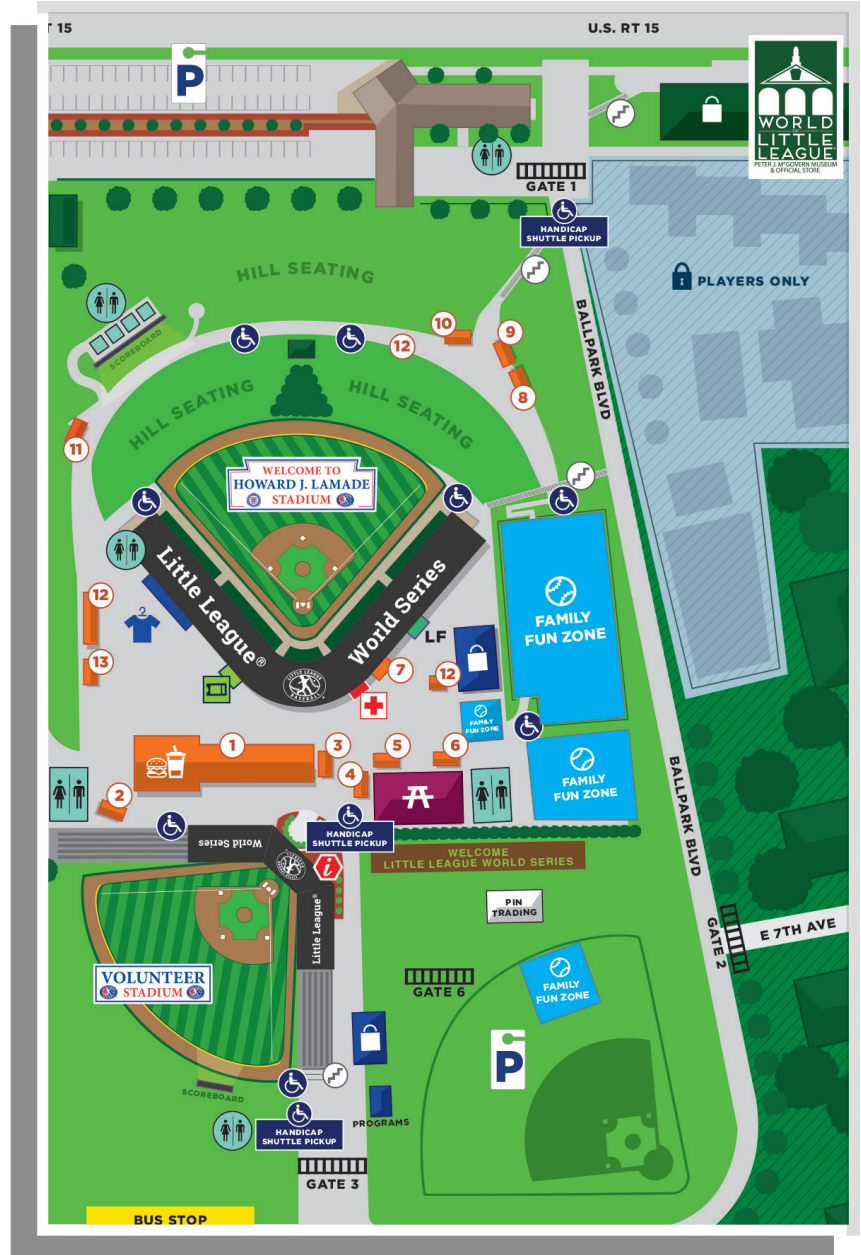 T 15
U.S. RT 15
P
WORLD
OF
LITTLE
LEAGUE
PETER J. MCGOVERN MUSEUM
& OFFICIAL STORE
GATE 1
HANDICAP
SHUTTLE PICKUP
HILL SEATING
PLAYERS ONLY
SCOREBOARD
10
9
12
8
BALLPARK BLVD
HILL SEATING
HILL SEATING
11
WELCOME TO
HOWARD J. LAMADE
STADIUM
Little League®
World Series
LITTLE LEAGUE
BASEBALL
FAMILY
FUN ZONE
12
13
LF
7
12
FAMILY
FUN ZONE
1
3
5
6
4
2
FAMILY
FUN ZONE
BALLPARK BLVD
HANDICAP
SHUTTLE PICKUP
World Series
Little League®
i
WELCOME
LITTLE LEAGUE WORLD SERIES
PIN
TRADING
GATE 2
E 7TH AVE
VOLUNTEER
STADIUM
GATE 6
FAMILY
FUN ZONE
P
SCOREBOARD
PROGRAMS
HANDICAP
SHUTTLE PICKUP
GATE 3
BUS STOP